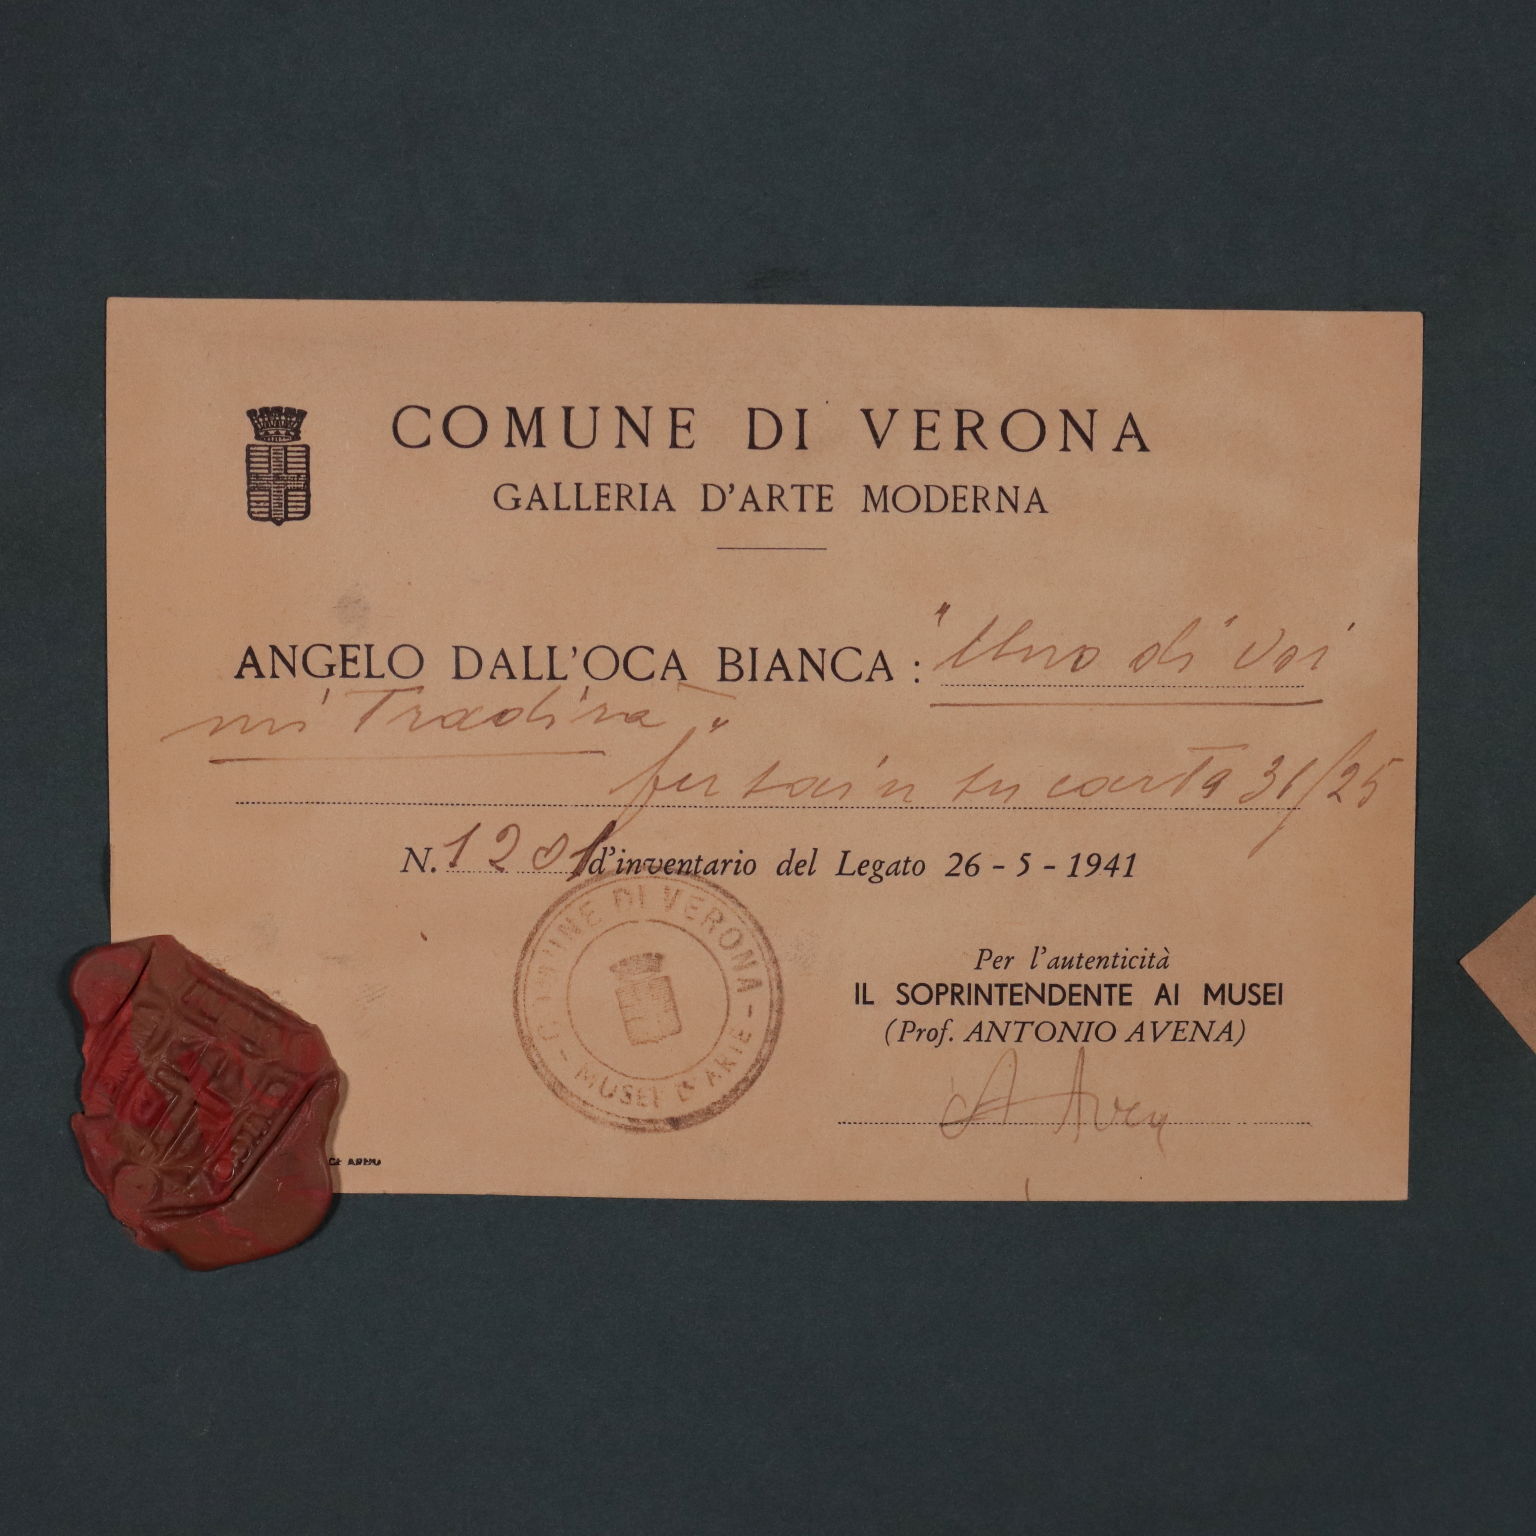 COMUNE DI VERONA
GALLERIA D'ARTE MODERNA
ANGELO DALL'OCA BIANCA: "Uno di voi
mi Tradirà"
fusain su carta 31/25
N. 1201 d'inventario del Legato 26 - 5 - 1941
COMUNE DI VERONA - MUSEI D'ARTE -
Per l'autenticità
IL SOPRINTENDENTE AI MUSEI
(Prof. ANTONIO AVENA)
A Avena